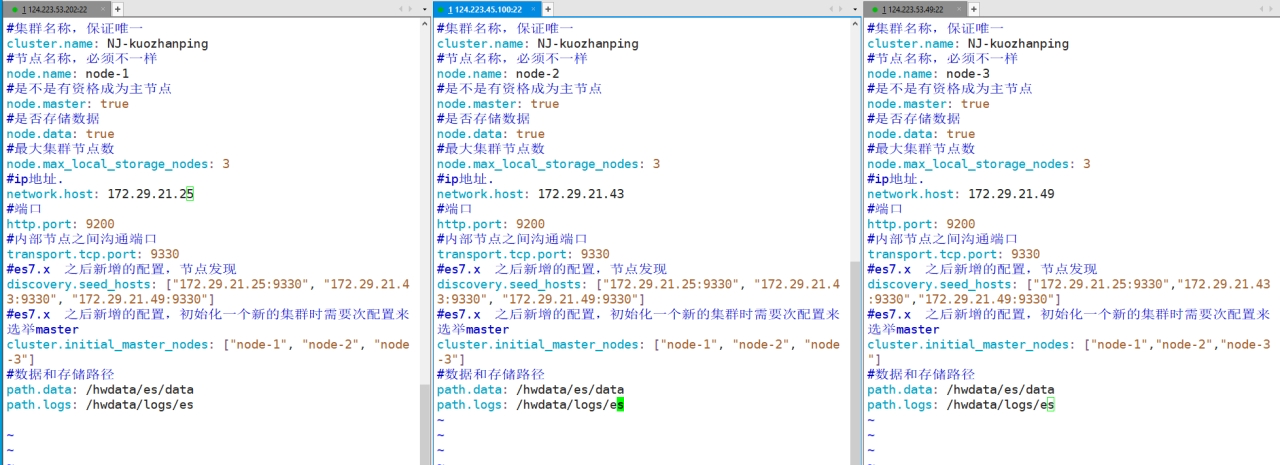 1 124.223.53.202:22
#集群名称，保证唯一
cluster.name: NJ-kuozhanping
#节点名称，必须不一样
node.name: node-1
#是不是有资格成为主节点
node.master: true
#是否存储数据
node.data: true
#最大集群节点数
node.max_local_storage_nodes: 3
#ip地址.
network.host: 172.29.21.25
#端口
http.port: 9200
#内部节点之间沟通端口
transport.tcp.port: 9330
#es7.x  之后新增的配置，节点发现
discovery.seed_hosts: ["172.29.21.25:9330", "172.29.21.4
3:9330", "172.29.21.49:9330"]
#es7.x  之后新增的配置，初始化一个新的集群时需要次配置来
选举master
cluster.initial_master_nodes: ["node-1", "node-2", "node
-3"]
#数据和存储路径
path.data: /hwdata/es/data
path.logs: /hwdata/logs/es
~
~
~
1 124.223.45.100:22
#集群名称，保证唯一
cluster.name: NJ-kuozhanping
#节点名称，必须不一样
node.name: node-2
#是不是有资格成为主节点
node.master: true
#是否存储数据
node.data: true
#最大集群节点数
node.max_local_storage_nodes: 3
#ip地址.
network.host: 172.29.21.43
#端口
http.port: 9200
#内部节点之间沟通端口
transport.tcp.port: 9330
#es7.x  之后新增的配置，节点发现
discovery.seed_hosts: ["172.29.21.25:9330", "172.29.21.4
3:9330", "172.29.21.49:9330"]
#es7.x  之后新增的配置，初始化一个新的集群时需要次配置来
选举master
cluster.initial_master_nodes: ["node-1", "node-2", "node
-3"]
#数据和存储路径
path.data: /hwdata/es/data
path.logs: /hwdata/logs/es
~
~
~
~
1 124.223.53.49:22
#集群名称，保证唯一
cluster.name: NJ-kuozhanping
#节点名称，必须不一样
node.name: node-3
#是不是有资格成为主节点
node.master: true
#是否存储数据
node.data: true
#最大集群节点数
node.max_local_storage_nodes: 3
#ip地址.
network.host: 172.29.21.49
#端口
http.port: 9200
#内部节点之间沟通端口
transport.tcp.port: 9330
#es7.x  之后新增的配置，节点发现
discovery.seed_hosts: ["172.29.21.25:9330","172.29.21.43
:9330","172.29.21.49:9330"]
#es7.x  之后新增的配置，初始化一个新的集群时需要次配置来
选举master
cluster.initial_master_nodes: ["node-1","node-2","node-3
"]
#数据和存储路径
path.data: /hwdata/es/data
path.logs: /hwdata/logs/es
~
~
~
~